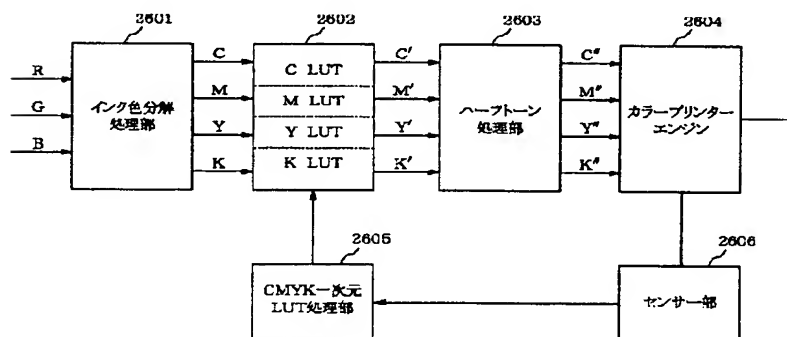 2601
2602
2603
2604
R
G
B
インク色分解
処理部
C
M
Y
K
C LUT
M LUT
Y LUT
K LUT
C′
M′
Y′
K′
ハーフトーン
処理部
C″
M″
Y″
K″
カラープリンター
エンジン
2605
CMYK一次元
LUT処理部
2606
センサー部